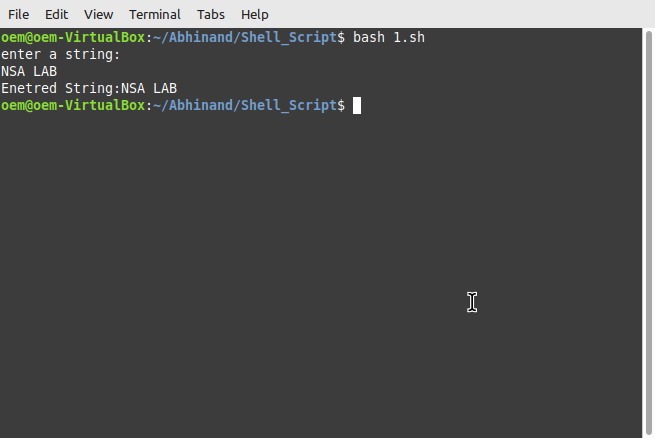 File Edit View Terminal Tabs Help
oem@oem-VirtualBox:~/Abhinand/Shell_Script$ bash 1.sh
enter a string:
NSA LAB
Enetred String:NSA LAB
oem@oem-VirtualBox:~/Abhinand/Shell_Script$